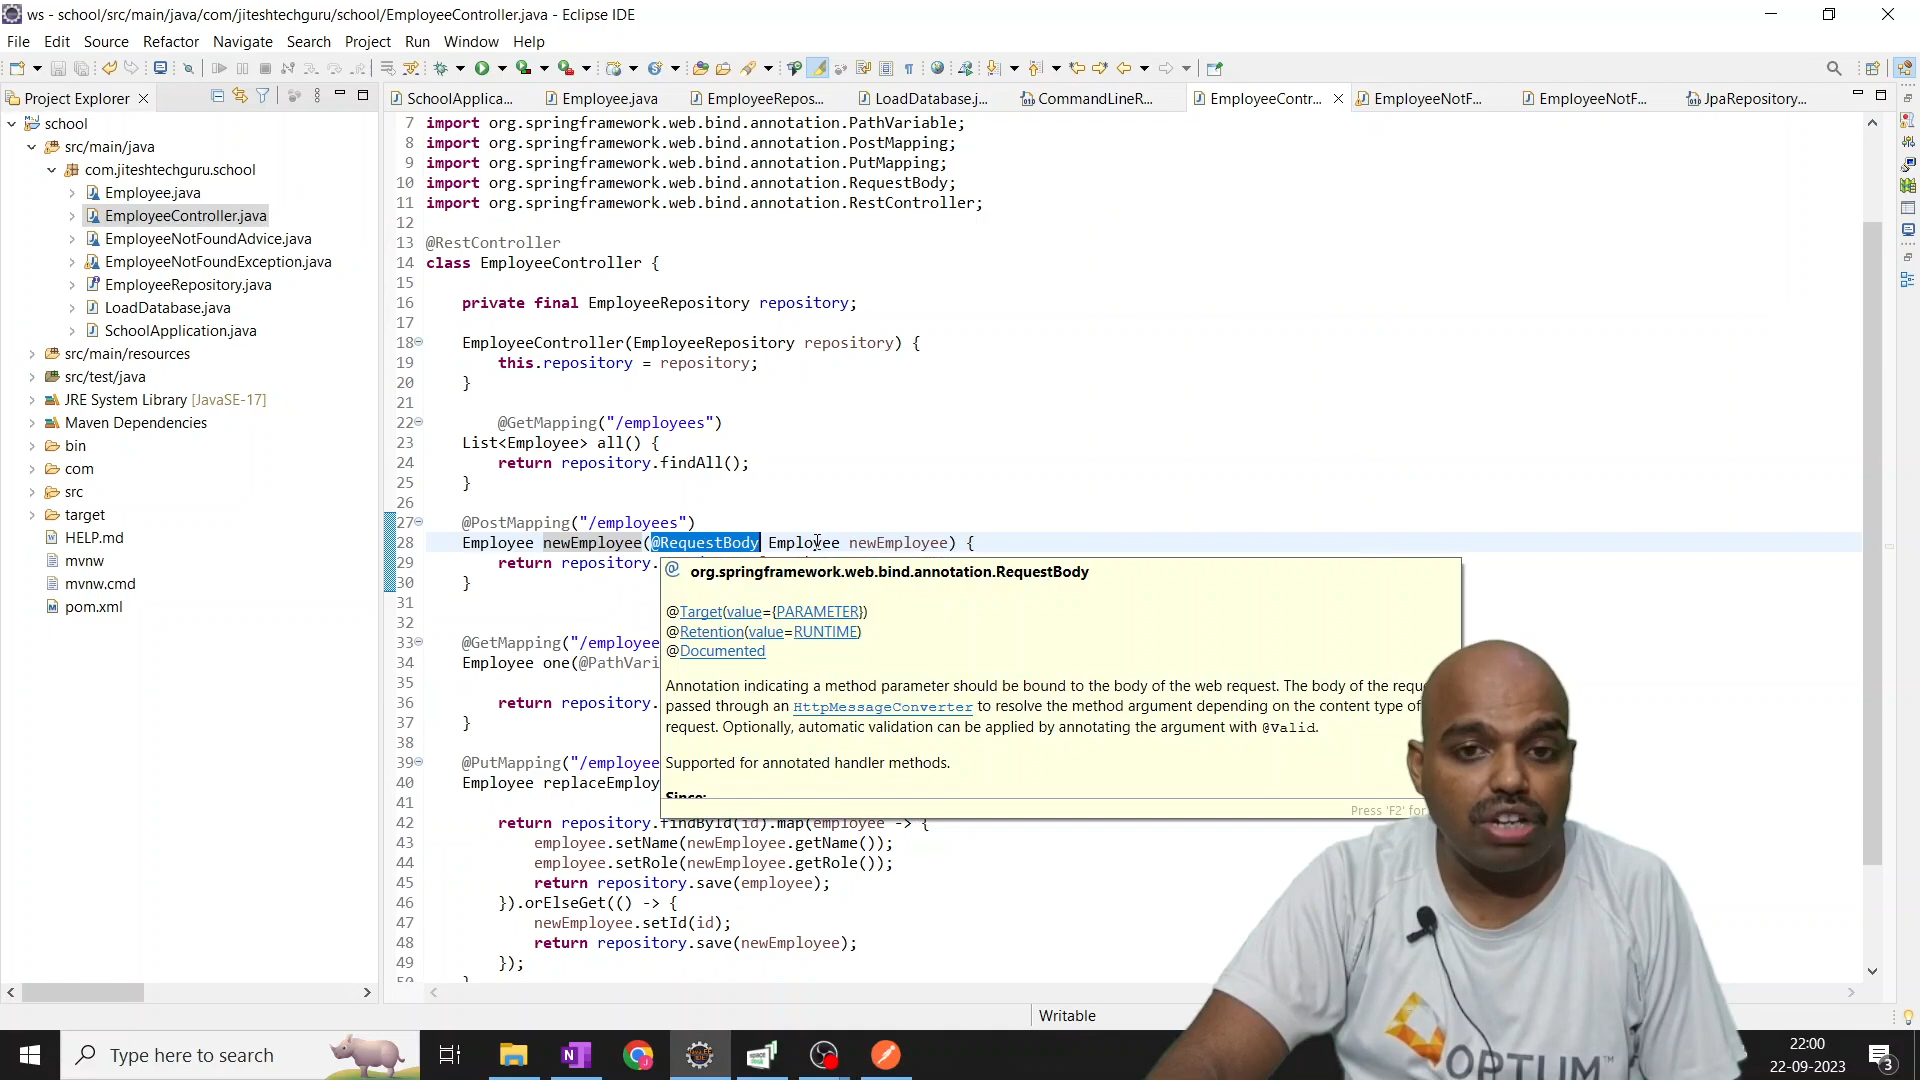 ws - school/src/main/java/com/jiteshtechguru/school/EmployeeController.java - Eclipse IDE
File Edit Source Refactor Navigate Search Project Run Window Help
Project Explorer
SchoolApplica...
Employee.java
EmployeeRepos...
LoadDatabase.j...
CommandLineR...
EmployeeContr...
EmployeeNotF...
EmployeeNotF...
JpaRepository...
school
src/main/java
com.jiteshtechguru.school
Employee.java
EmployeeController.java
EmployeeNotFoundAdvice.java
EmployeeNotFoundException.java
EmployeeRepository.java
LoadDatabase.java
SchoolApplication.java
src/main/resources
src/test/java
JRE System Library [JavaSE-17]
Maven Dependencies
bin
com
src
target
HELP.md
mvnw
mvnw.cmd
pom.xml
7 import org.springframework.web.bind.annotation.PathVariable;
8 import org.springframework.web.bind.annotation.PostMapping;
9 import org.springframework.web.bind.annotation.PutMapping;
10 import org.springframework.web.bind.annotation.RequestBody;
11 import org.springframework.web.bind.annotation.RestController;
12
13 @RestController
14 class EmployeeController {
15
16 private final EmployeeRepository repository;
17
18 EmployeeController(EmployeeRepository repository) {
19 this.repository = repository;
20 }
21
22 @GetMapping("/employees")
23 List<Employee> all() {
24 return repository.findAll();
25 }
26
27 @PostMapping("/employees")
28 Employee newEmployee(@RequestBody Employee newEmployee) {
29 return repository.
30 }
31
32
33 @GetMapping("/employee
34 Employee one(@PathVari
35
36 return repository.
37 }
38
39 @PutMapping("/employee
40 Employee replaceEmploy
41
42 return repository.findById(id).map(employee -> {
43 employee.setName(newEmployee.getName());
44 employee.setRole(newEmployee.getRole());
45 return repository.save(employee);
46 }).orElseGet(() -> {
47 newEmployee.setId(id);
48 return repository.save(newEmployee);
49 });
50 }
@ org.springframework.web.bind.annotation.RequestBody
@Target(value={PARAMETER})
@Retention(value=RUNTIME)
@Documented
Annotation indicating a method parameter should be bound to the body of the web request. The body of the requ
passed through an HttpMessageConverter to resolve the method argument depending on the content type of
request. Optionally, automatic validation can be applied by annotating the argument with @Valid.
Supported for annotated handler methods.
Since:
Press 'F2' for
Writable
OPTUM™
Type here to search
22:00
22-09-2023
3